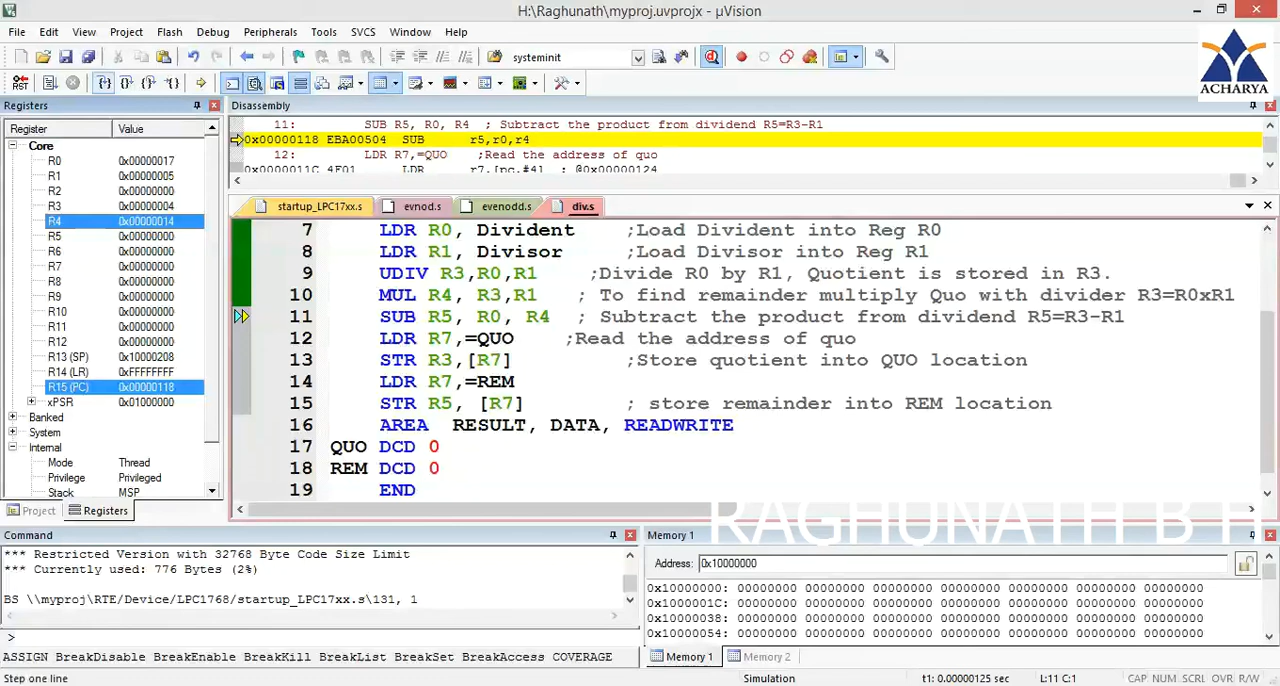 H:\Raghunath\myproj.uvprojx - µVision
File Edit View Project Flash Debug Peripherals Tools SVCS Window Help
systeminit
ACHARYA
Registers
Register Value
Core
R0 0x00000017
R1 0x00000005
R2 0x00000000
R3 0x00000004
R4 0x00000014
R5 0x00000000
R6 0x00000000
R7 0x00000000
R8 0x00000000
R9 0x00000000
R10 0x00000000
R11 0x00000000
R12 0x00000000
R13 (SP) 0x10000208
R14 (LR) 0xFFFFFFFF
R15 (PC) 0x00000118
xPSR 0x01000000
Banked
System
Internal
Mode Thread
Privilege Privileged
Stack MSP
Project Registers
Disassembly
11: SUB R5, R0, R4 ; Subtract the product from dividend R5=R3-R1
0x00000118 EBA00504 SUB r5,r0,r4
12: LDR R7,=QUO ;Read the address of quo
0x0000011C 4F01 LDR r7,[pc,#4] ; @0x00000124
startup_LPC17xx.s evnod.s evenodd.s div.s
7 LDR R0, Divident ;Load Divident into Reg R0
8 LDR R1, Divisor ;Load Divisor into Reg R1
9 UDIV R3,R0,R1 ;Divide R0 by R1, Quotient is stored in R3.
10 MUL R4, R3,R1 ; To find remainder multiply Quo with divider R3=R0xR1
11 SUB R5, R0, R4 ; Subtract the product from dividend R5=R3-R1
12 LDR R7,=QUO ;Read the address of quo
13 STR R3,[R7] ;Store quotient into QUO location
14 LDR R7,=REM
15 STR R5, [R7] ; store remainder into REM location
16 AREA RESULT, DATA, READWRITE
17 QUO DCD 0
18 REM DCD 0
19 END
RAGHUNATH B H
Command
*** Restricted Version with 32768 Byte Code Size Limit
*** Currently used: 776 Bytes (2%)
BS \\myproj\RTE/Device/LPC1768/startup_LPC17xx.s\131, 1
>
ASSIGN BreakDisable BreakEnable BreakKill BreakList BreakSet BreakAccess COVERAGE
Memory 1
Address: 0x10000000
0x10000000: 00000000 00000000 00000000 00000000 00000000 00000000 00000000
0x1000001C: 00000000 00000000 00000000 00000000 00000000 00000000 00000000
0x10000038: 00000000 00000000 00000000 00000000 00000000 00000000 00000000
0x10000054: 00000000 00000000 00000000 00000000 00000000 00000000 00000000
Memory 1 Memory 2
Step one line Simulation t1: 0.00000125 sec L:11 C:1 CAP NUM SCRL OVR R/W